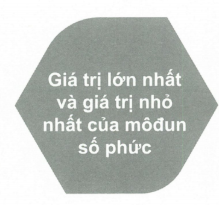 Giá trị lớn nhất
và giá trị nhỏ
nhất của môđun
số phức